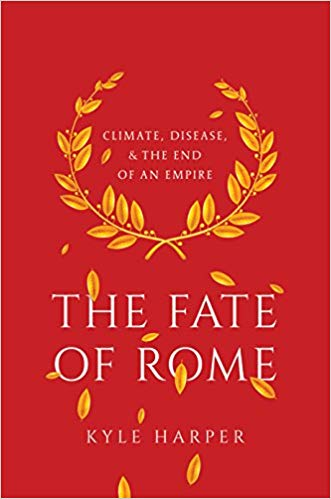 CLIMATE, DISEASE,
& THE END
OF AN EMPIRE
THE FATE
OF ROME
KYLE HARPER